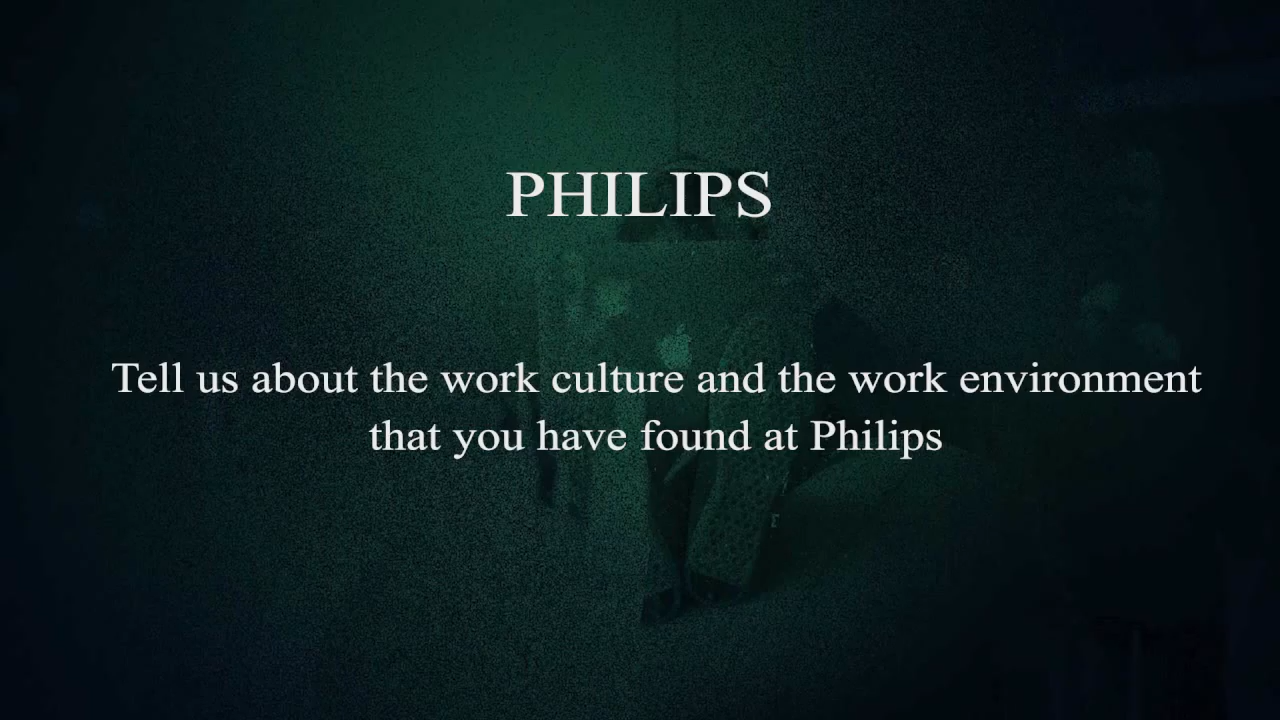 PHILIPS
Tell us about the work culture and the work environment
that you have found at Philips